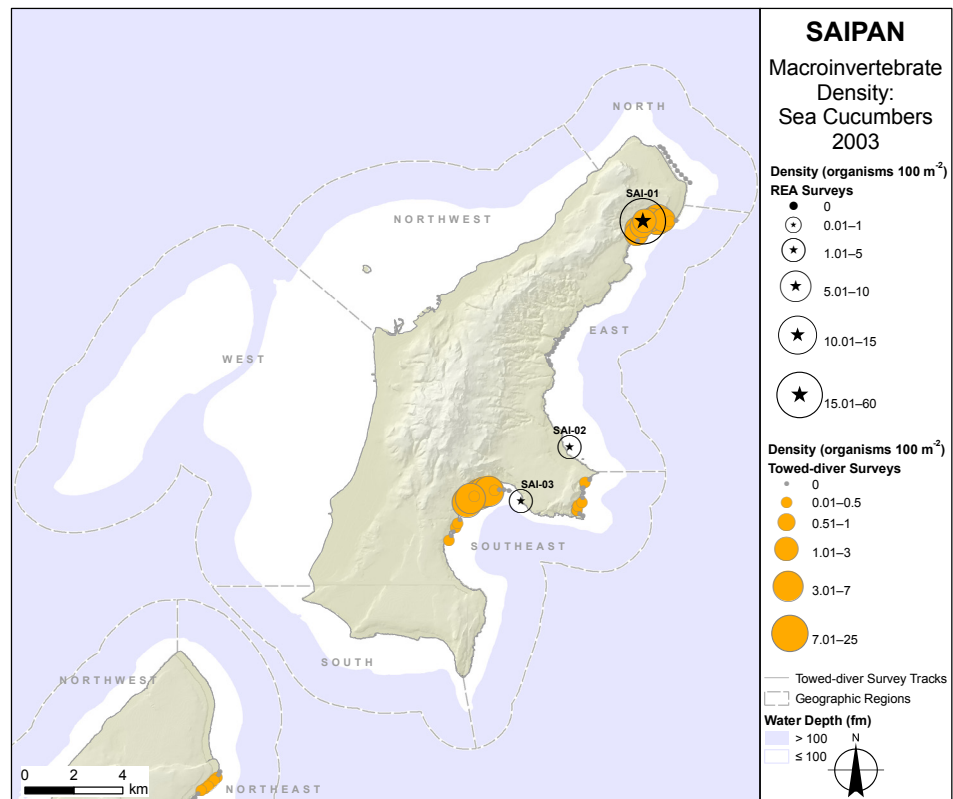 SAIPAN
Macroinvertebrate
Density:
Sea Cucumbers
2003
Density (organisms 100 m⁻²)
REA Surveys
0
0.01–1
1.01–5
5.01–10
10.01–15
15.01–60
Density (organisms 100 m⁻²)
Towed-diver Surveys
0
0.01–0.5
0.51–1
1.01–3
3.01–7
7.01–25
Towed-diver Survey Tracks
Geographic Regions
Water Depth (fm)
> 100
≤ 100
N
NORTH
SAI-01
NORTHWEST
EAST
WEST
SAI-02
SAI-03
SOUTHEAST
SOUTH
NORTHWEST
NORTHEAST
0 2 4
km